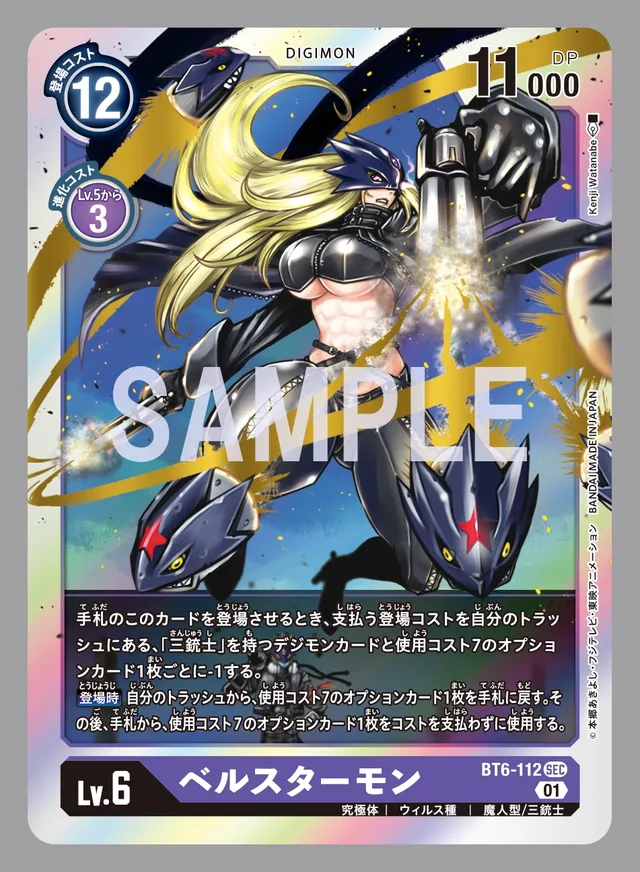 DIGIMON
登場コスト
12
11000
DP
進化コスト
Lv.5から
3
Kenji Watanabe
SAMPLE
BANDAI MADE IN JAPAN
©本郷あきよし・フジテレビ・東映アニメーション
手札のこのカードを登場させるとき、支払う登場コストを自分のトラッ
シュにある、「三銃士」を持つデジモンカードと使用コスト7のオプショ
ンカード1枚ごとに-1する。
登場時 自分のトラッシュから、使用コスト7のオプションカード1枚を手札に戻す。そ
の後、手札から、使用コスト7のオプションカード1枚をコストを支払わずに使用する。
Lv.6
ベルスターモン
BT6-112 SEC
01
究極体 | ウィルス種 | 魔人型/三銃士